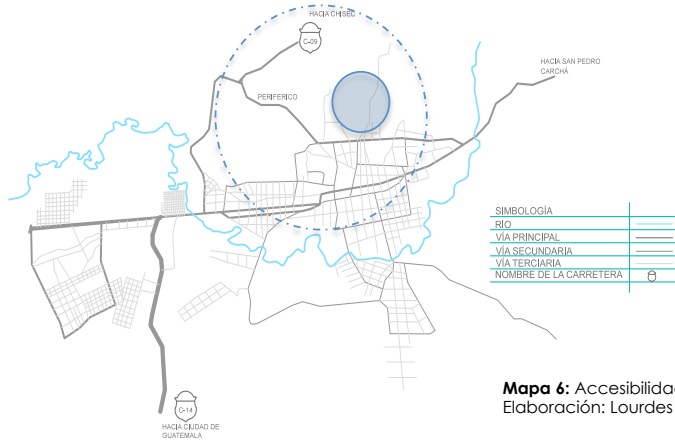 HACIA CHISEC
C-09
HACIA SAN PEDRO
CARCHÁ
PERIFERICO
SIMBOLOGÍA
RÍO
VÍA PRINCIPAL
VÍA SECUNDARIA
VÍA TERCIARIA
NOMBRE DE LA CARRETERA
C-14
HACIA CIUDAD DE
GUATEMALA
Mapa 6: Accesibilidad
Elaboración: Lourdes